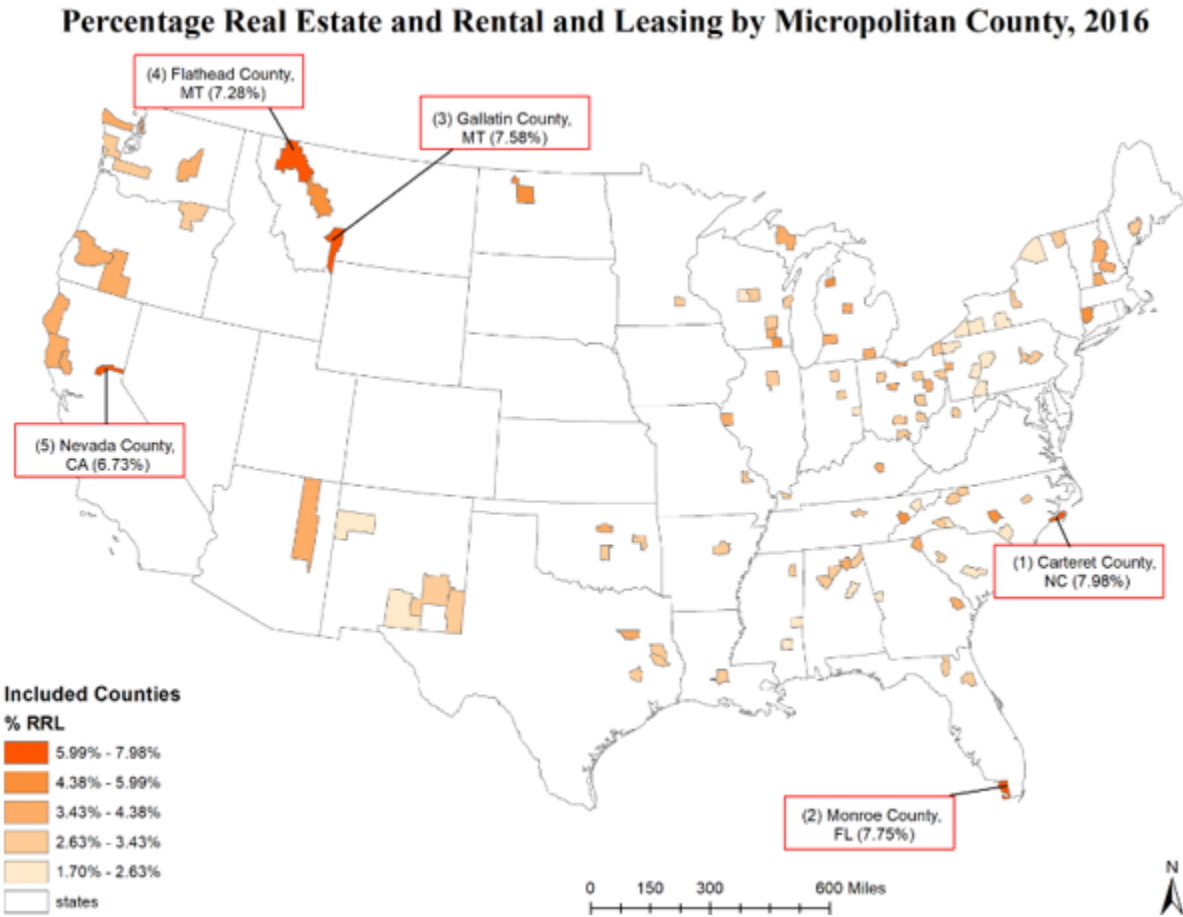 Percentage Real Estate and Rental and Leasing by Micropolitan County, 2016
(4) Flathead County,
MT (7.28%)
(3) Gallatin County,
MT (7.58%)
(5) Nevada County,
CA (6.73%)
(1) Carteret County,
NC (7.98%)
(2) Monroe County,
FL (7.75%)
Included Counties
% RRL
5.99% - 7.98%
4.38% - 5.99%
3.43% - 4.38%
2.63% - 3.43%
1.70% - 2.63%
states
0 150 300 600 Miles
N